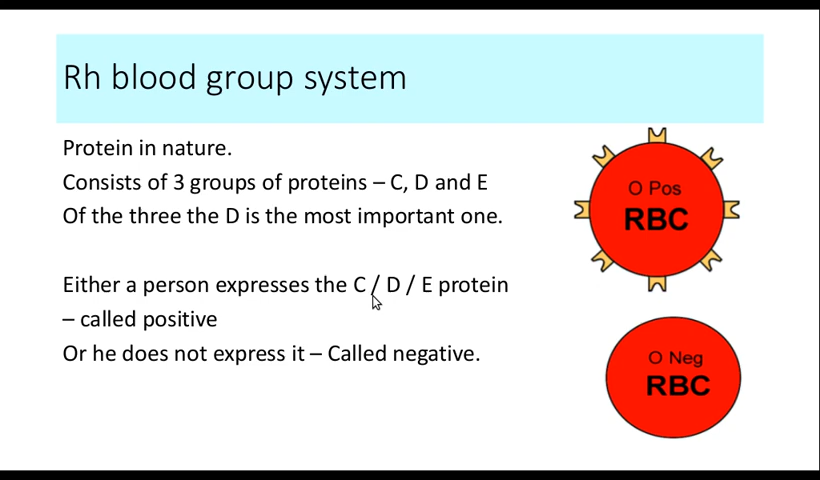 Rh blood group system
Protein in nature.
Consists of 3 groups of proteins – C, D and E
Of the three the D is the most important one.
Either a person expresses the C / D / E protein
– called positive
Or he does not express it – Called negative.
O Pos
RBC
O Neg
RBC